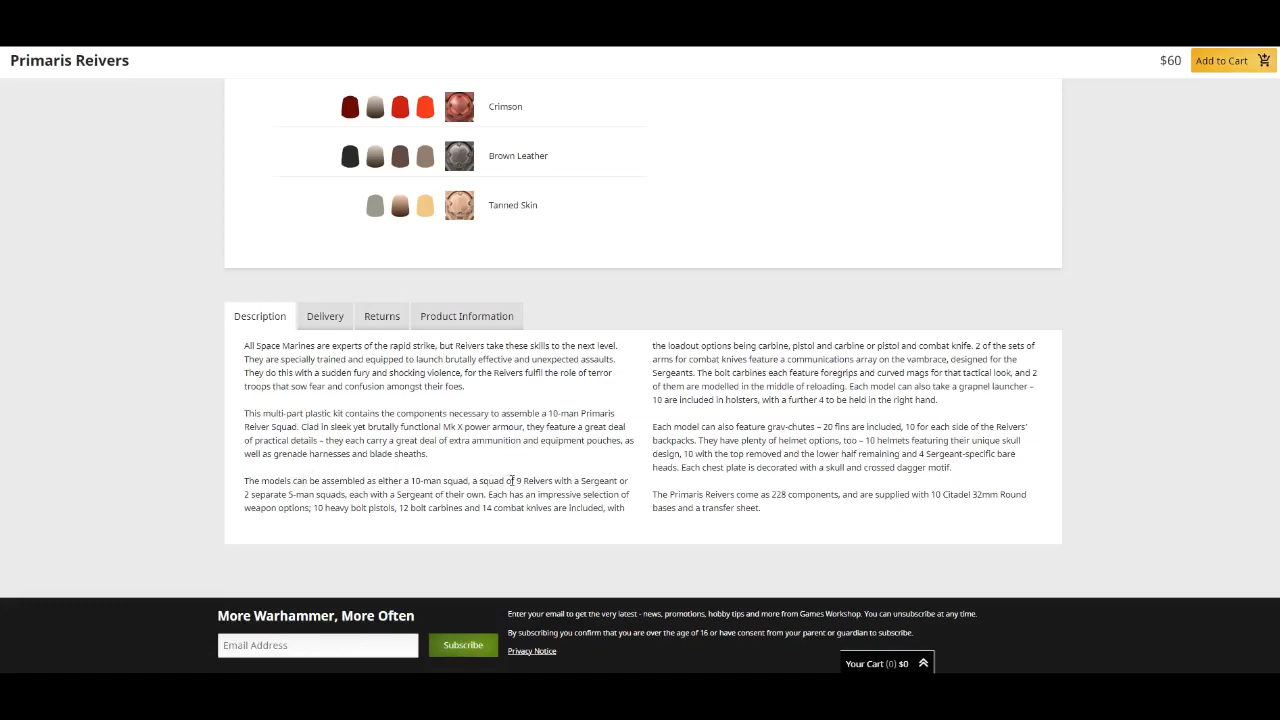 Primaris Reivers
$60
Add to Cart
Crimson
Brown Leather
Tanned Skin
Description
Delivery
Returns
Product Information
All Space Marines are experts of the rapid strike, but Reivers take these skills to the next level.
They are specially trained and equipped to launch brutally effective and unexpected assaults.
They do this with a sudden fury and shocking violence, for the Reivers fulfil the role of terror
troops that sow fear and confusion amongst their foes.
This multi-part plastic kit contains the components necessary to assemble a 10-man Primaris
Reiver Squad. Clad in sleek yet brutally functional Mk X power armour, they feature a great deal
of practical details – they each carry a great deal of extra ammunition and equipment pouches, as
well as grenade harnesses and blade sheaths.
The models can be assembled as either a 10-man squad, a squad of 9 Reivers with a Sergeant or
2 separate 5-man squads, each with a Sergeant of their own. Each has an impressive selection of
weapon options; 10 heavy bolt pistols, 12 bolt carbines and 14 combat knives are included, with
the loadout options being carbine, pistol and carbine or pistol and combat knife. 2 of the sets of
arms for combat knives feature a communications array on the vambrace, designed for the
Sergeants. The bolt carbines each feature foregrips and curved mags for that tactical look, and 2
of them are modelled in the middle of reloading. Each model can also take a grapnel launcher –
10 are included in holsters, with a further 4 to be held in the right hand.
Each model can also feature grav-chutes – 20 fins are included, 10 for each side of the Reivers'
backpacks. They have plenty of helmet options, too – 10 helmets featuring their unique skull
design, 10 with the top removed and the lower half remaining and 4 Sergeant-specific bare
heads. Each chest plate is decorated with a skull and crossed dagger motif.
The Primaris Reivers come as 228 components, and are supplied with 10 Citadel 32mm Round
bases and a transfer sheet.
More Warhammer, More Often
Email Address
Subscribe
Enter your email to get the very latest - news, promotions, hobby tips and more from Games Workshop. You can unsubscribe at any time.
By subscribing you confirm that you are over the age of 16 or have consent from your parent or guardian to subscribe.
Privacy Notice
Your Cart (0) $0